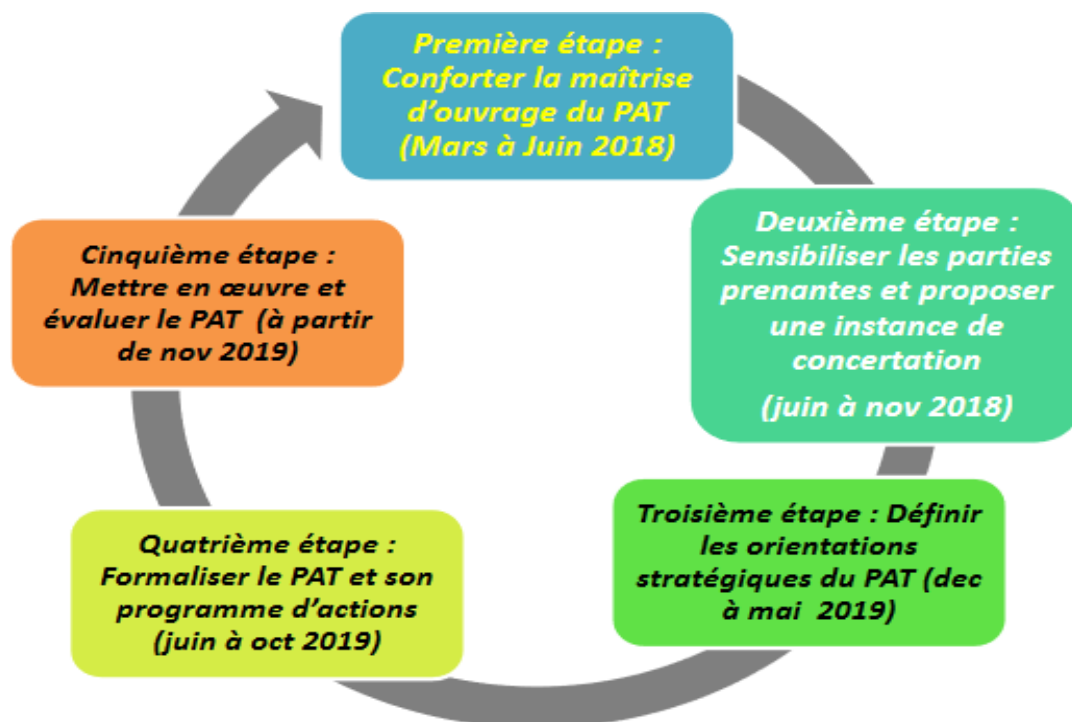 Première étape :
Conforter la maîtrise
d'ouvrage du PAT
(Mars à Juin 2018)
Deuxième étape :
Sensibiliser les parties
prenantes et proposer
une instance de
concertation
(juin à nov 2018)
Troisième étape : Définir
les orientations
stratégiques du PAT (dec
à mai 2019)
Quatrième étape :
Formaliser le PAT et son
programme d'actions
(juin à oct 2019)
Cinquième étape :
Mettre en œuvre et
évaluer le PAT (à partir
de nov 2019)